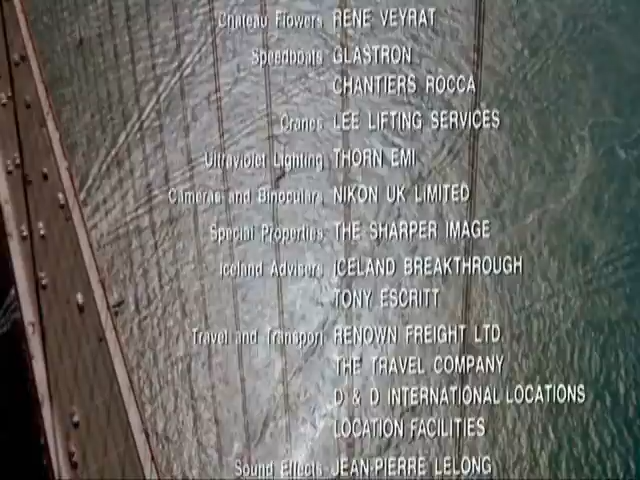 Chateau Flowers RENE VEYRAT
Speedboats GLASTRON
CHANTIERS ROCCA
Cranes LEE LIFTING SERVICES
Ultraviolet Lighting THORN EMI
Cameras and Binoculars NIKON UK LIMITED
Special Properties THE SHARPER IMAGE
Iceland Advisers ICELAND BREAKTHROUGH
TONY ESCRITT
Travel and Transport RENOWN FREIGHT LTD
THE TRAVEL COMPANY
D & D INTERNATIONAL LOCATIONS
LOCATION FACILITIES
Sound Effects JEAN-PIERRE LELONG